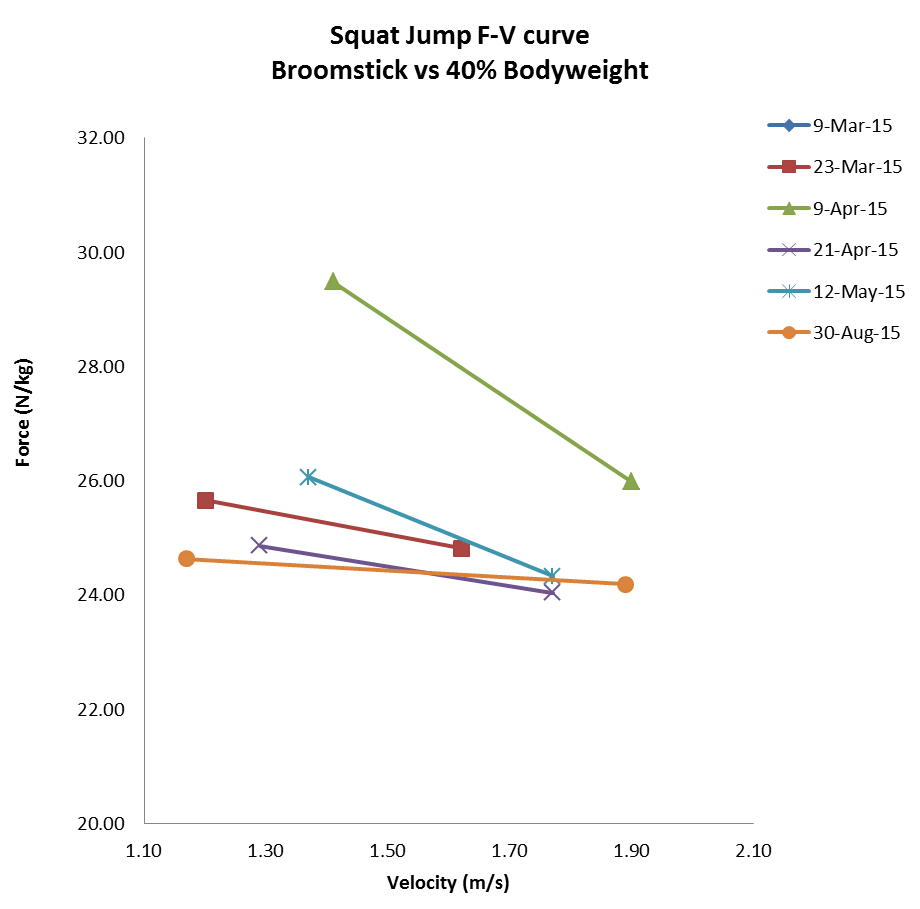 Squat Jump F-V curve
Broomstick vs 40% Bodyweight
32.00
30.00
28.00
26.00
24.00
22.00
20.00
Force (N/kg)
1.10 1.30 1.50 1.70 1.90 2.10
Velocity (m/s)
9-Mar-15
23-Mar-15
9-Apr-15
21-Apr-15
12-May-15
30-Aug-15